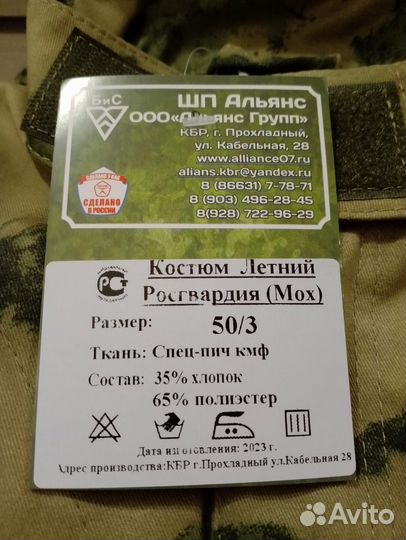 БиС
ШП Альянс
ООО«Альянс Групп»
КБР, г. Прохладный,
ул. Кабельная, 28
www.alliance07.ru
alians.kbr@yandex.ru
8 (86631) 7-78-71
8 (903) 496-28-45
8(928) 722-96-29
СДЕЛАНО У НАС
СДЕЛАНО
В РОССИИ
Костюм Летний
Росгвардия (Мох)
Размер: 50/3
Ткань: Спец-пич кмф
Состав: 35% хлопок
65% полиэстер
Дата изготовления: 2023 г.
Адрес производства:КБР г.Прохладный ул.Кабельная 28
Avito